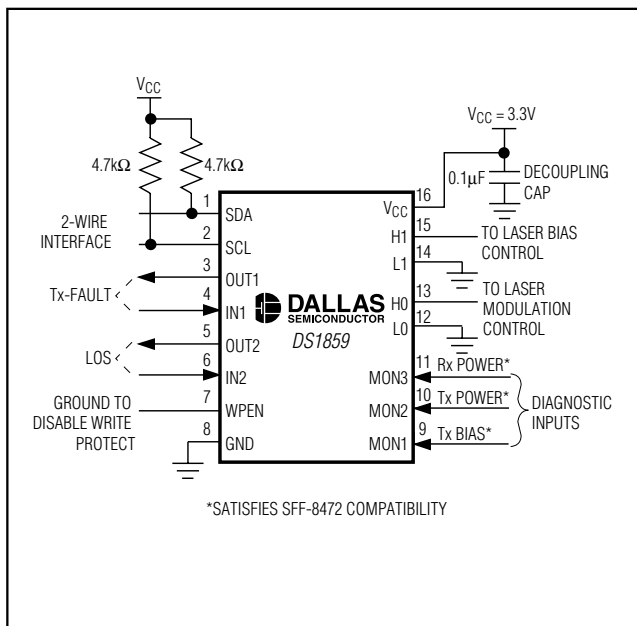 VCC
4.7kΩ
4.7kΩ
2-WIRE
INTERFACE
Tx-FAULT
LOS
GROUND TO
DISABLE WRITE
PROTECT
1
SDA
2
SCL
3
OUT1
4
IN1
5
OUT2
6
IN2
7
WPEN
8
GND
DALLAS
SEMICONDUCTOR
DS1859
VCC = 3.3V
0.1µF
DECOUPLING
CAP
16
VCC
15
H1
TO LASER BIAS
CONTROL
14
L1
13
H0
TO LASER
MODULATION
CONTROL
12
L0
11
MON3
Rx POWER*
10
MON2
Tx POWER*
9
MON1
Tx BIAS*
DIAGNOSTIC
INPUTS
*SATISFIES SFF-8472 COMPATIBILITY